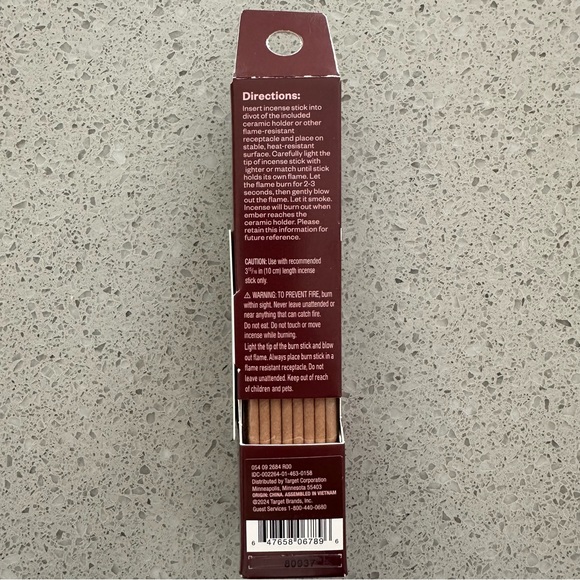 Directions:
Insert incense stick into
divot of the included
ceramic holder or other
flame-resistant
receptacle and place on
stable, heat-resistant
surface. Carefully light the
tip of incense stick with
lighter or match until stick
holds its own flame. Let
the flame burn for 2-3
seconds, then gently blow
out the flame. Let it smoke.
Incense will burn out when
ember reaches the
ceramic holder. Please
retain this information for
future reference.
CAUTION: Use with recommended
3¹⁵/₁₆ in (10 cm) length incense
stick only.
⚠ WARNING: TO PREVENT FIRE, burn
within sight. Never leave unattended or
near anything that can catch fire.
Do not eat. Do not touch or move
incense while burning.
Light the tip of the burn stick and blow
out flame. Always place burn stick in a
flame resistant receptacle, Do not
leave unattended. Keep out of reach
of children and pets.
054 09 2684 R00
IDC-002264-01-463-0158
Distributed by Target Corporation
Minneapolis, Minnesota 55403
ORIGIN: CHINA, ASSEMBLED IN VIETNAM
©2024 Target Brands, Inc.
Guest Services 1-800-440-0680
6 47658 06789 6